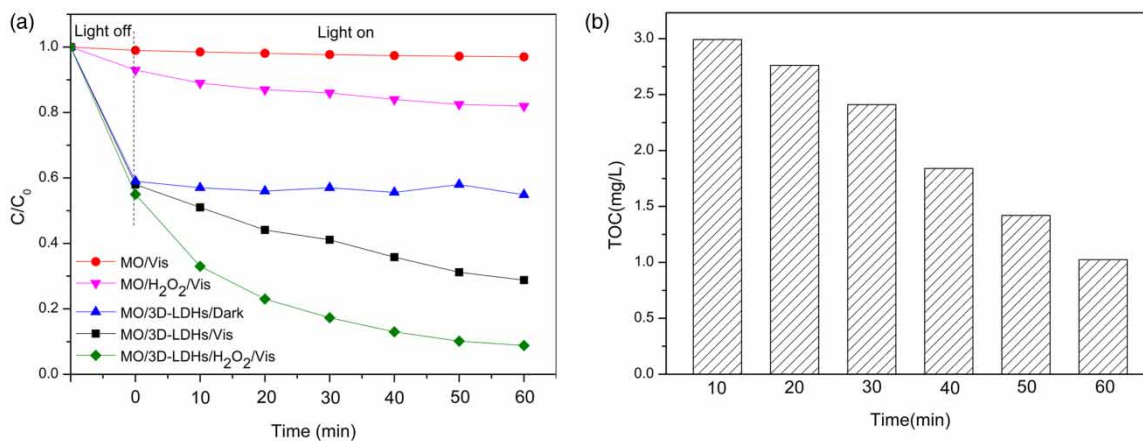 (a)
Light off
Light on
1.0
0.8
0.6
0.4
0.2
0.0
C/C₀
MO/Vis
MO/H₂O₂/Vis
MO/3D-LDHs/Dark
MO/3D-LDHs/Vis
MO/3D-LDHs/H₂O₂/Vis
0 10 20 30 40 50 60
Time (min)
(b)
3.0
2.5
2.0
1.5
1.0
0.5
0.0
TOC(mg/L)
10 20 30 40 50 60
Time(min)